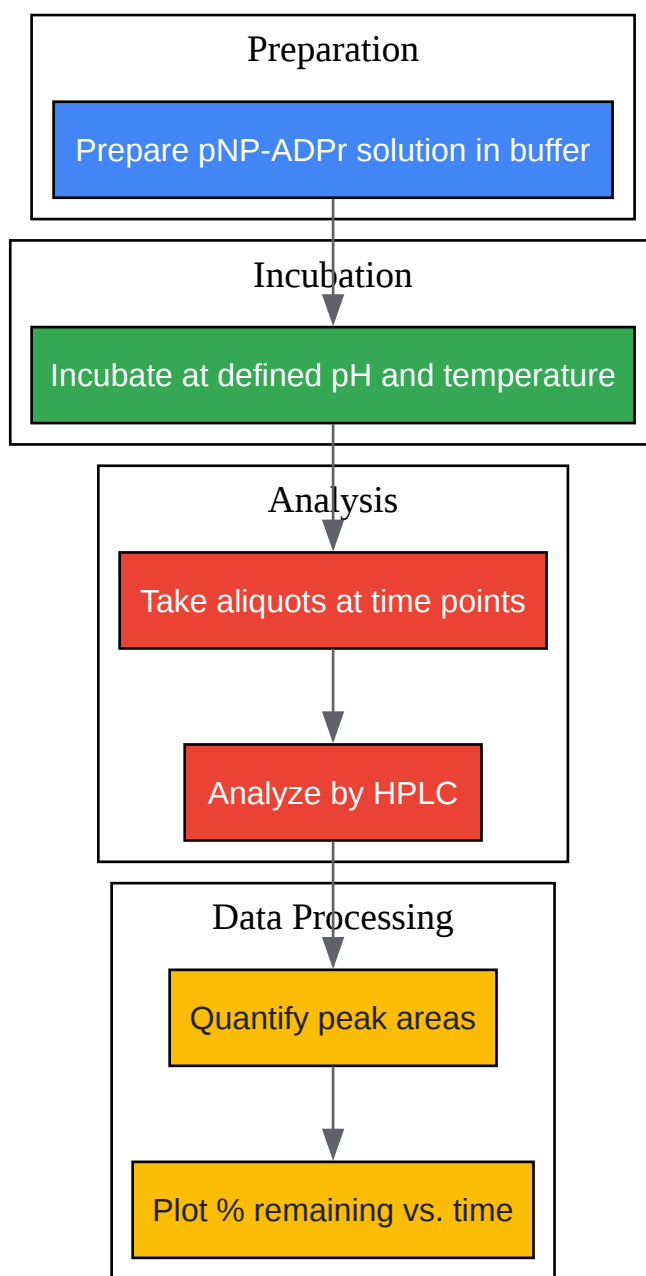 Preparation
Prepare pNP-ADPr solution in buffer
Incubation
Incubate at defined pH and temperature
Analysis
Take aliquots at time points
Analyze by HPLC
Data Processing
Quantify peak areas
Plot % remaining vs. time